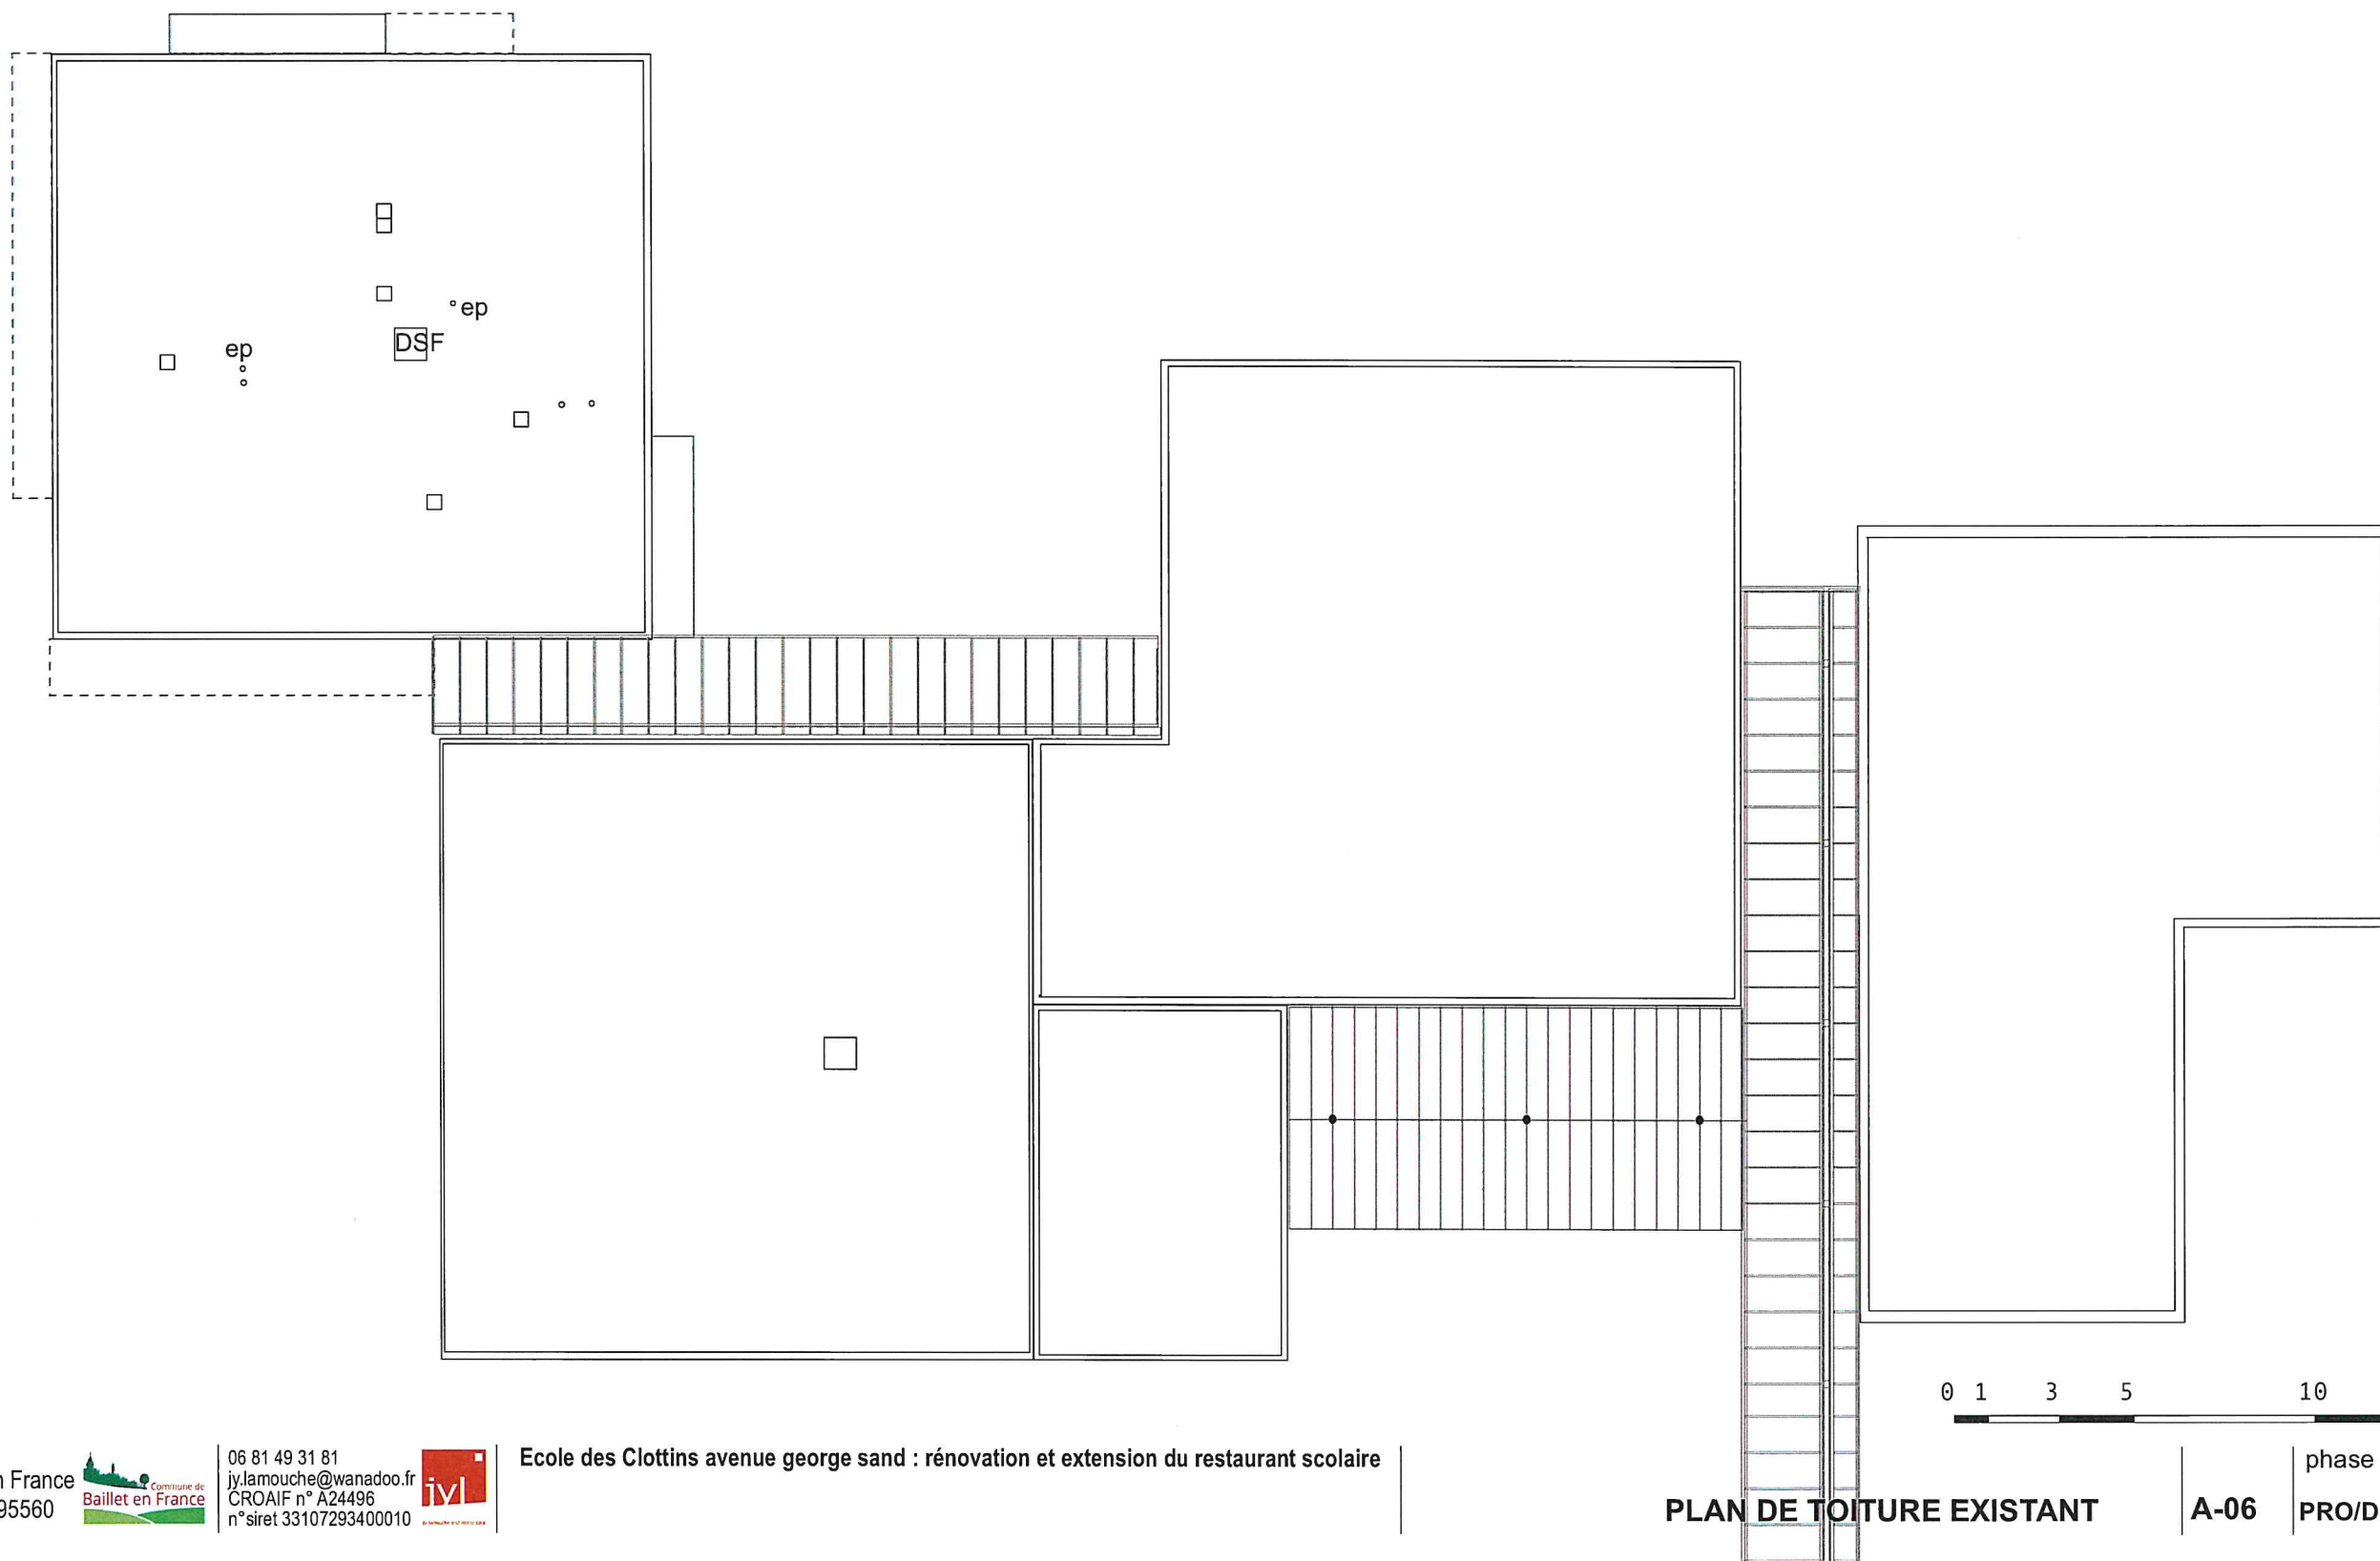 ep
DSF
ep
0 1 3 5 10
n France
95560
Commune de
Baillet en France
06 81 49 31 81
jy.lamouche@wanadoo.fr
CROAIF n° A24496
n°siret 33107293400010
jyl
Ecole des Clottins avenue george sand : rénovation et extension du restaurant scolaire
PLAN DE TOITURE EXISTANT
A-06
phase
PRO/D